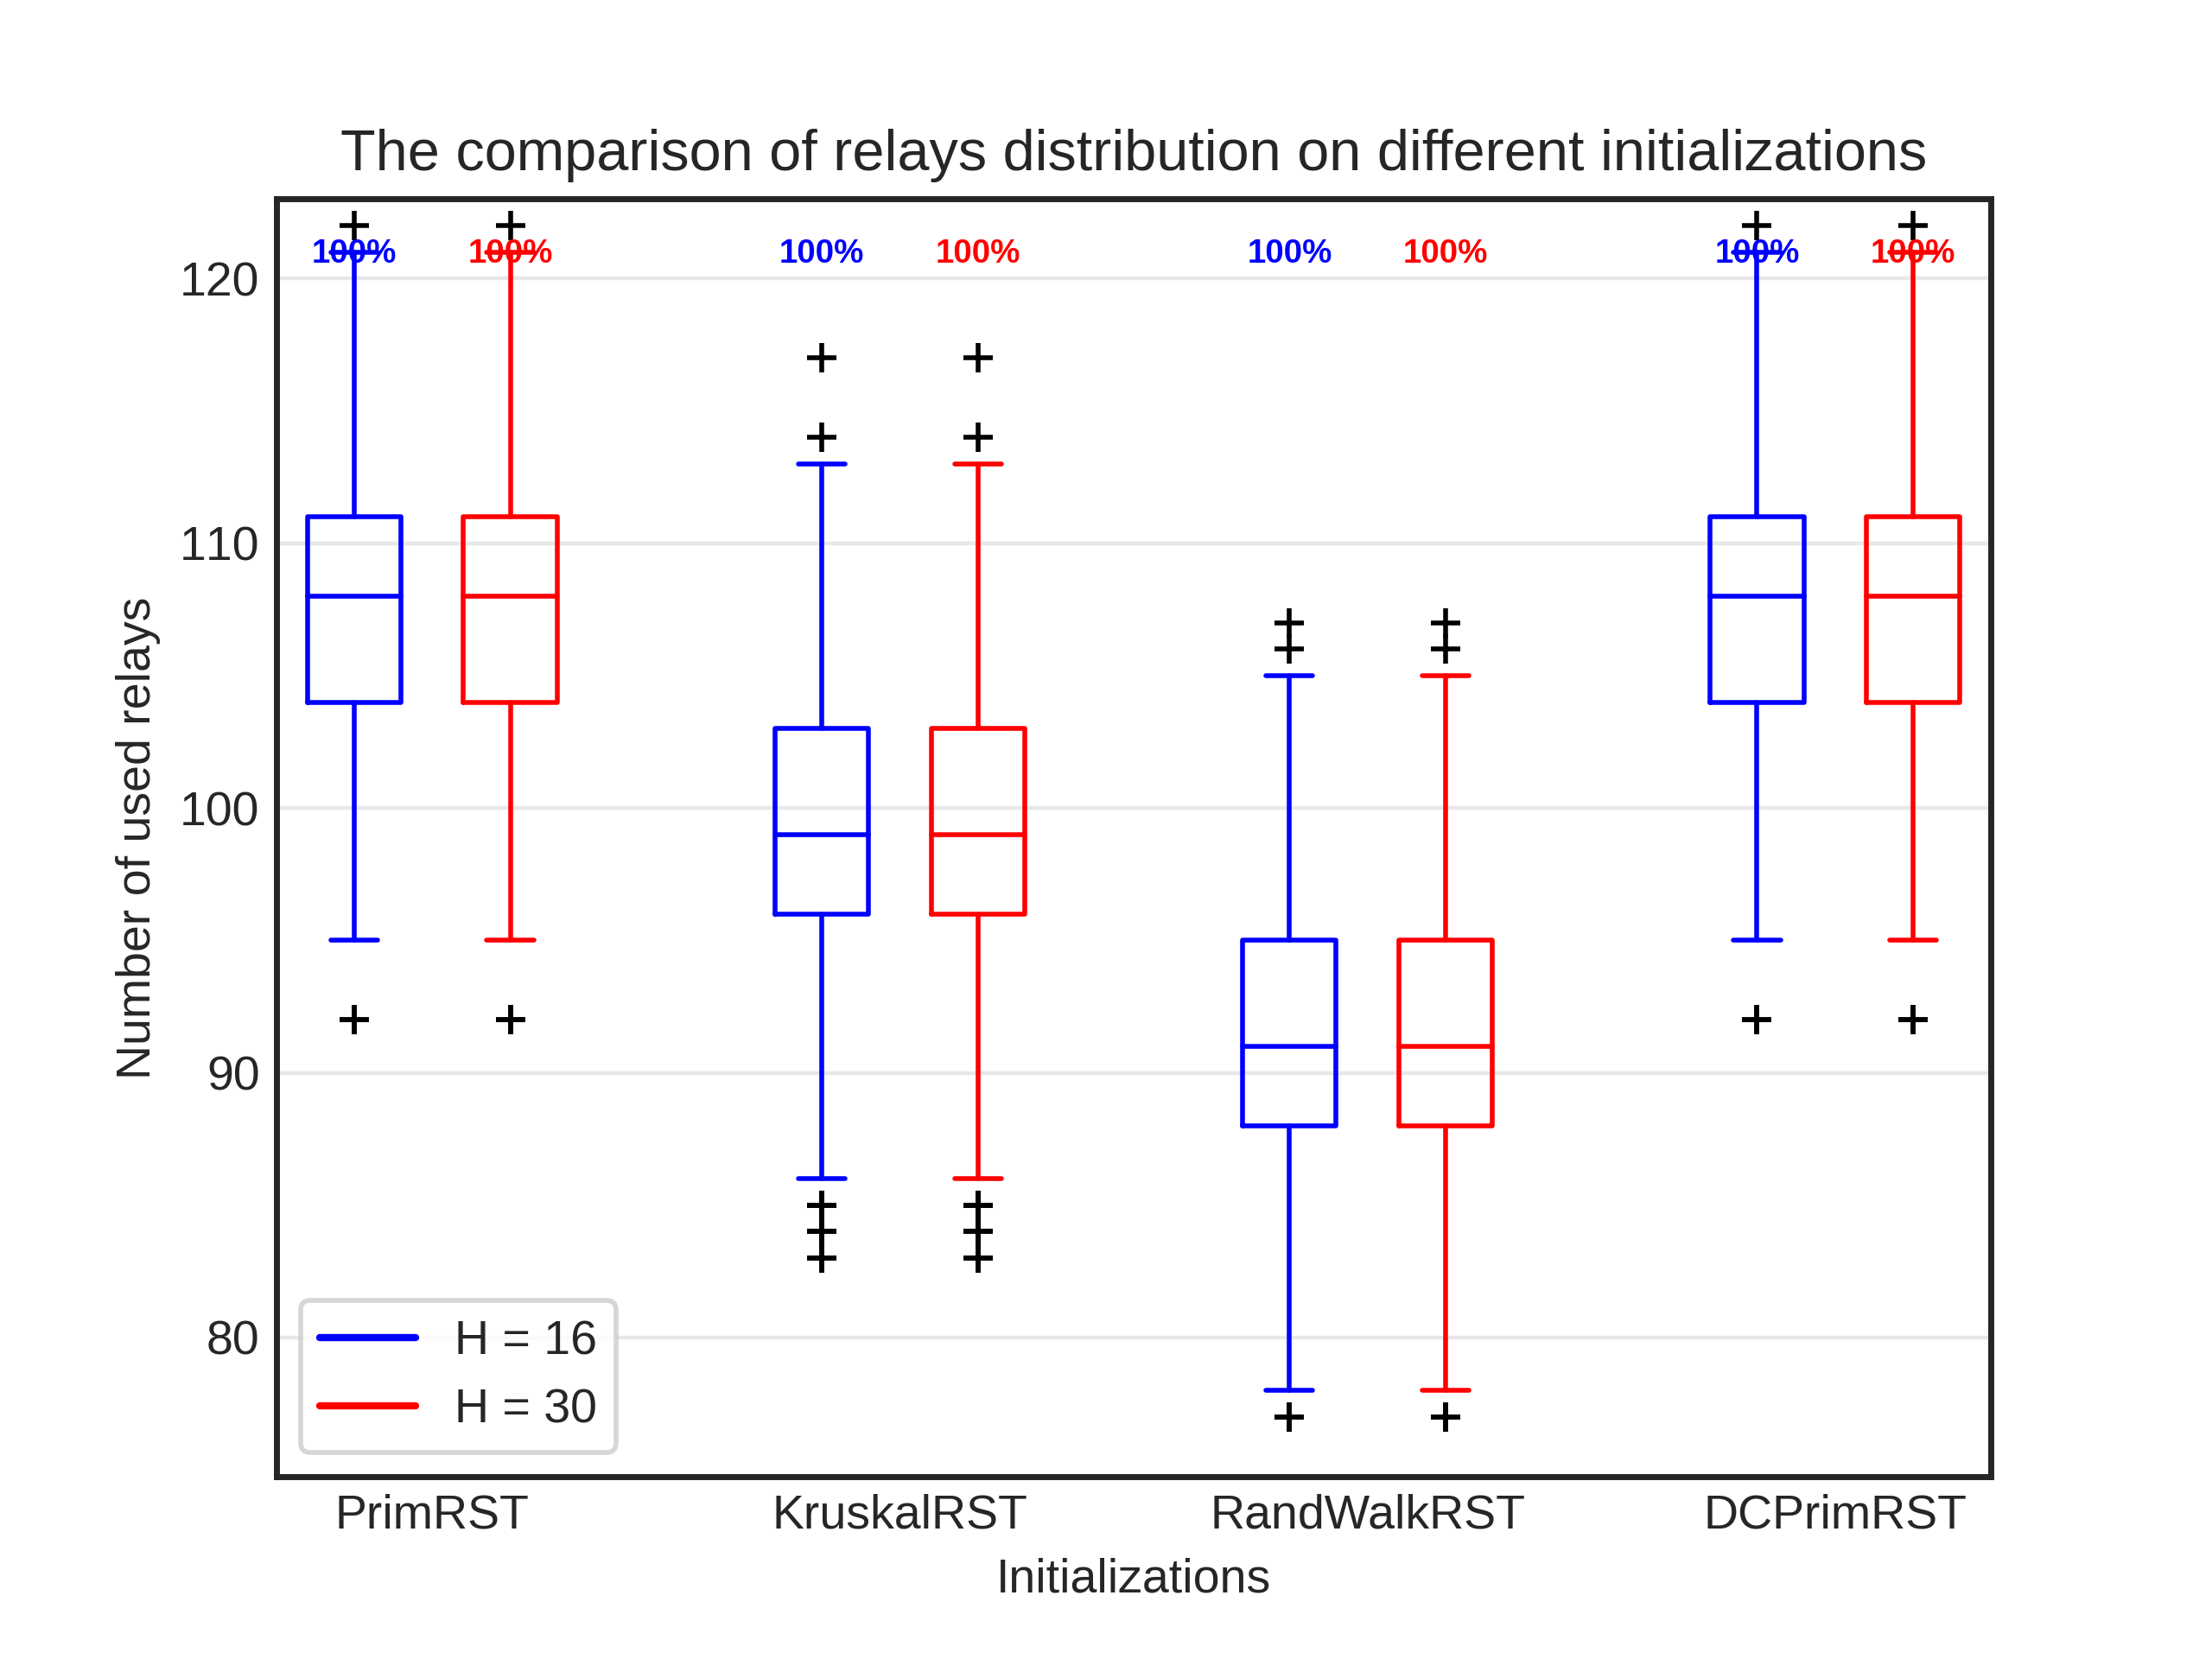 The comparison of relays distribution on different initializations
100% 100% 100% 100% 100% 100% 100% 100%
120
110
100
90
80
Number of used relays
H = 16
H = 30
PrimRST KruskalRST RandWalkRST DCPrimRST
Initializations